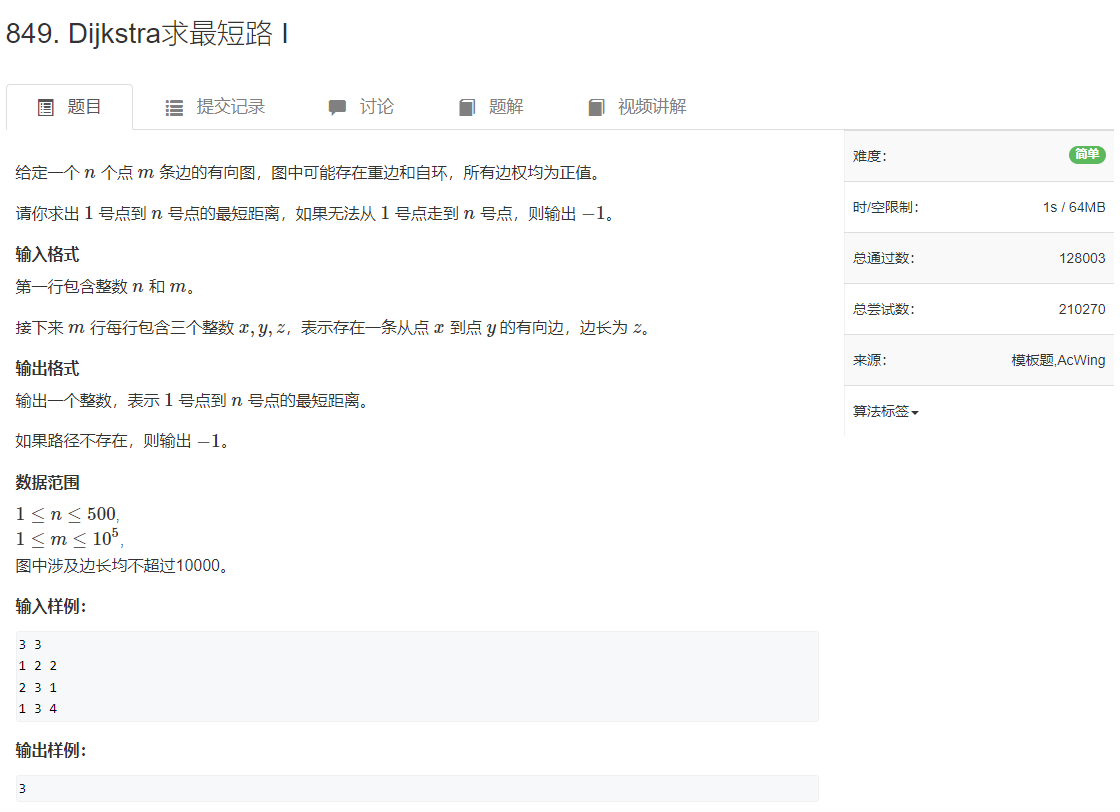 849. Dijkstra求最短路 I
题目
提交记录
讨论
题解
视频讲解
给定一个 n 个点 m 条边的有向图，图中可能存在重边和自环，所有边权均为正值。
请你求出 1 号点到 n 号点的最短距离，如果无法从 1 号点走到 n 号点，则输出 −1。
输入格式
第一行包含整数 n 和 m。
接下来 m 行每行包含三个整数 x, y, z，表示存在一条从点 x 到点 y 的有向边，边长为 z。
输出格式
输出一个整数，表示 1 号点到 n 号点的最短距离。
如果路径不存在，则输出 −1。
数据范围
1 ≤ n ≤ 500,
1 ≤ m ≤ 10⁵,
图中涉及边长均不超过10000。
输入样例：
3 3
1 2 2
2 3 1
1 3 4
输出样例：
3
难度： 简单
时/空限制： 1s / 64MB
总通过数： 128003
总尝试数： 210270
来源： 模板题,AcWing
算法标签